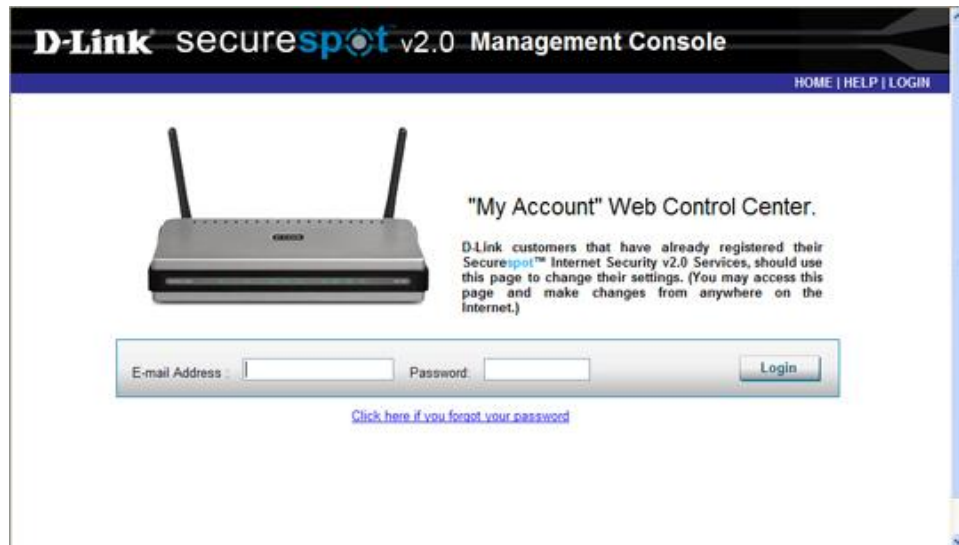 D-Link securespot v2.0 Management Console
HOME | HELP | LOGIN
"My Account" Web Control Center.
D-Link customers that have already registered their
Securespot™ Internet Security v2.0 Services, should use
this page to change their settings. (You may access this
page and make changes from anywhere on the
Internet.)
E-mail Address :
Password:
Login
Click here if you forgot your password